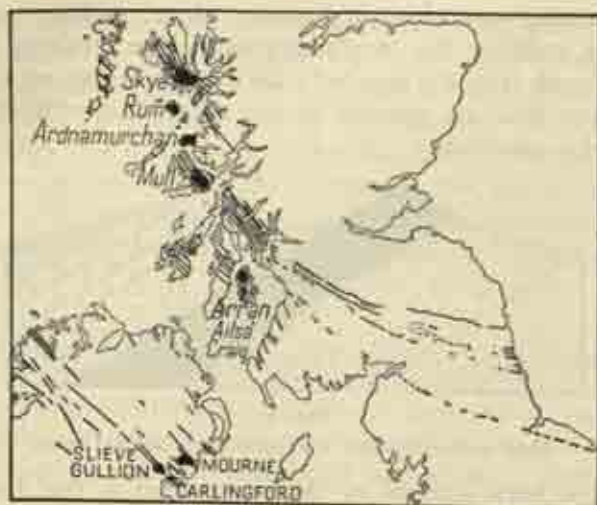 Skye
Rum
Ardnamurchan
Mull
Arran
Ailsa
Craig
SLIEVE
GULLION
MOURNE
CARLINGFORD